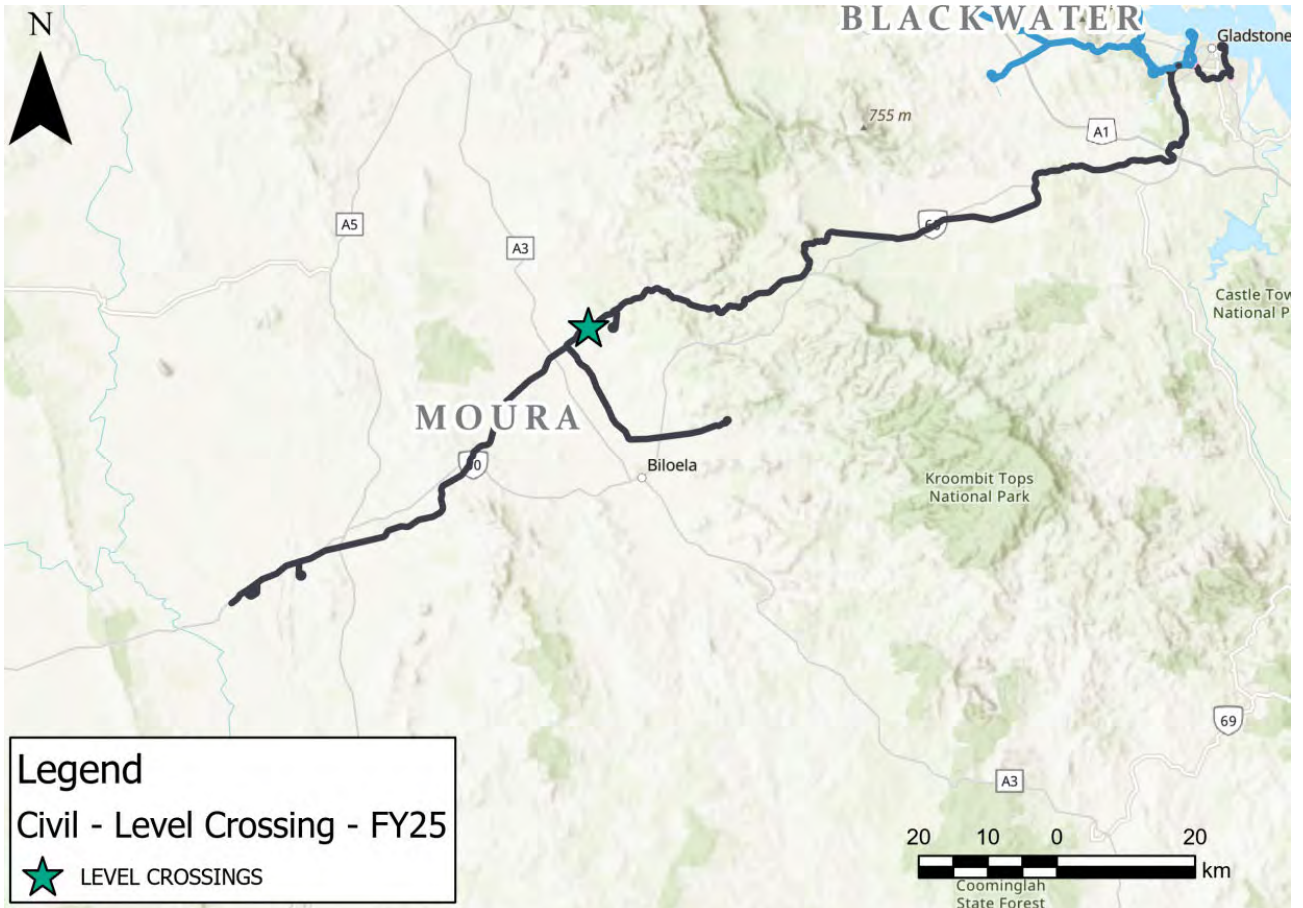 N
BLACKWATER
Gladstone
755 m
A1
A5
A3
Castle Tow
National P
MOURA
Biloela
Kroombit Tops
National Park
69
A3
Legend
Civil - Level Crossing - FY25
LEVEL CROSSINGS
20 10 0 20
km
Coominglah
State Forest